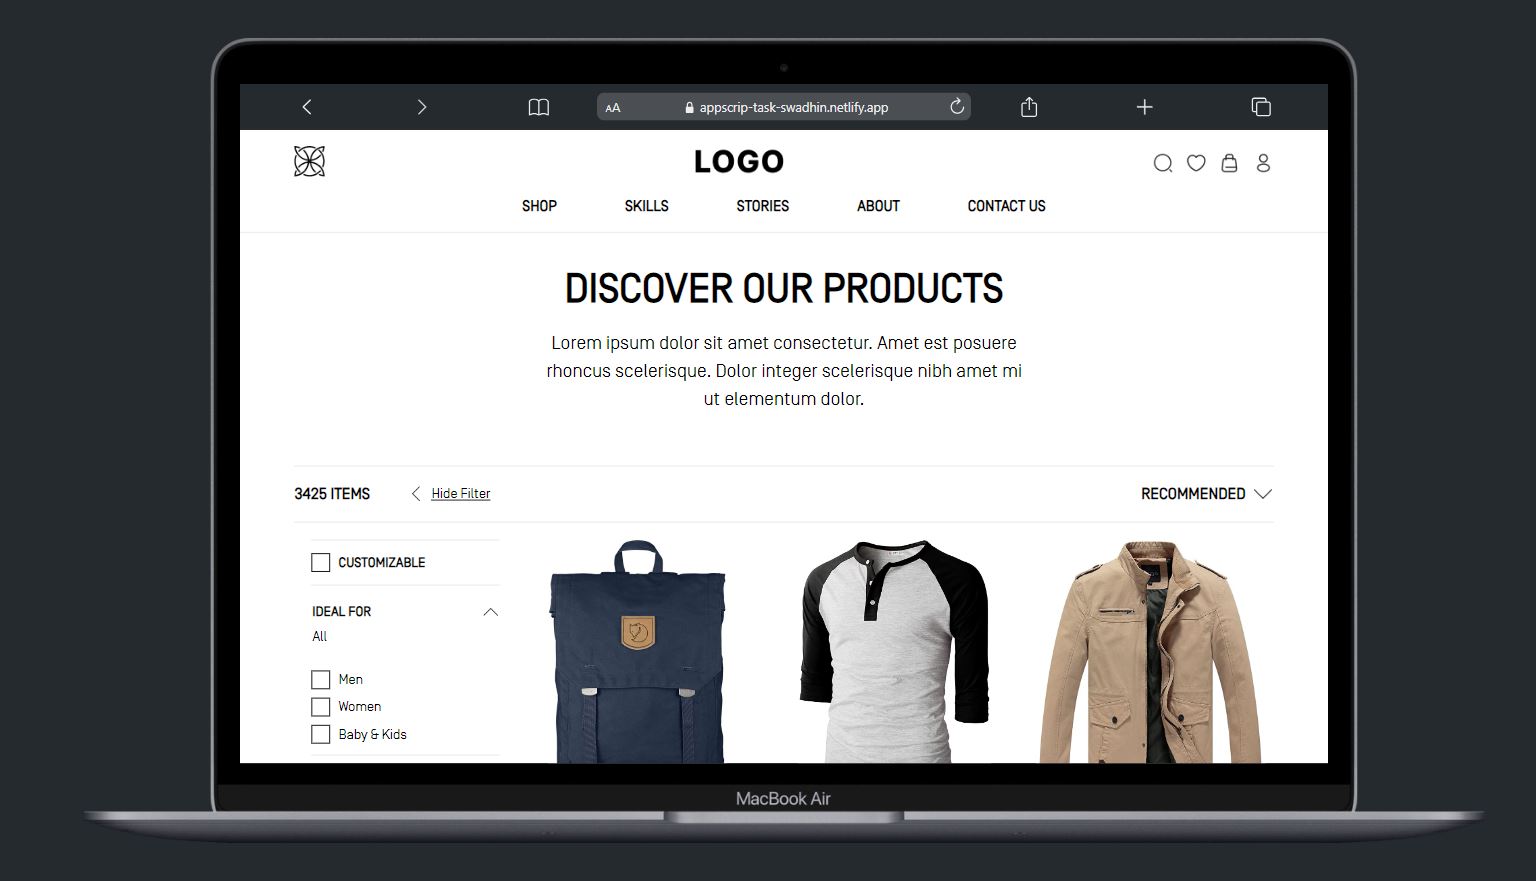 AA
appscrip-task-swadhin.netlify.app
LOGO
SHOP SKILLS STORIES ABOUT CONTACT US
DISCOVER OUR PRODUCTS
Lorem ipsum dolor sit amet consectetur. Amet est posuere
rhoncus scelerisque. Dolor integer scelerisque nibh amet mi
ut elementum dolor.
3425 ITEMS Hide Filter RECOMMENDED
CUSTOMIZABLE
IDEAL FOR
All
Men
Women
Baby & Kids
MacBook Air